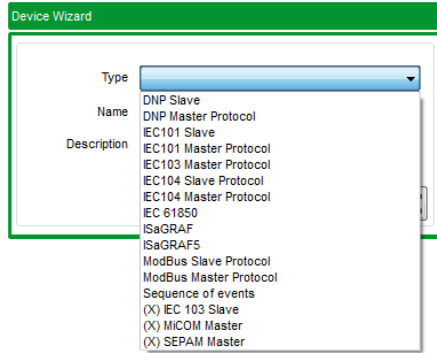 Device Wizard
Type
Name
Description
DNP Slave
DNP Master Protocol
IEC101 Slave
IEC101 Master Protocol
IEC103 Master Protocol
IEC104 Slave Protocol
IEC104 Master Protocol
IEC 61850
ISaGRAF
ISaGRAF5
ModBus Slave Protocol
ModBus Master Protocol
Sequence of events
(X) IEC 103 Slave
(X) MiCOM Master
(X) SEPAM Master